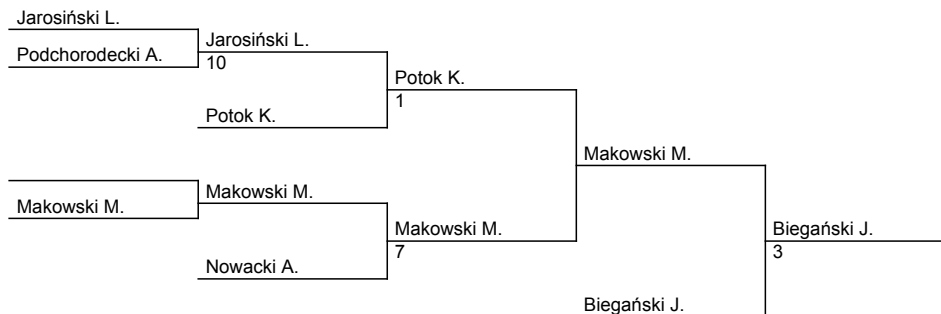 Jarosiński L.
Podchorodecki A.
Jarosiński L.
10
Potok K.
Potok K.
1
Makowski M.
Makowski M.
Nowacki A.
Makowski M.
7
Makowski M.
Biegański J.
Biegański J.
3